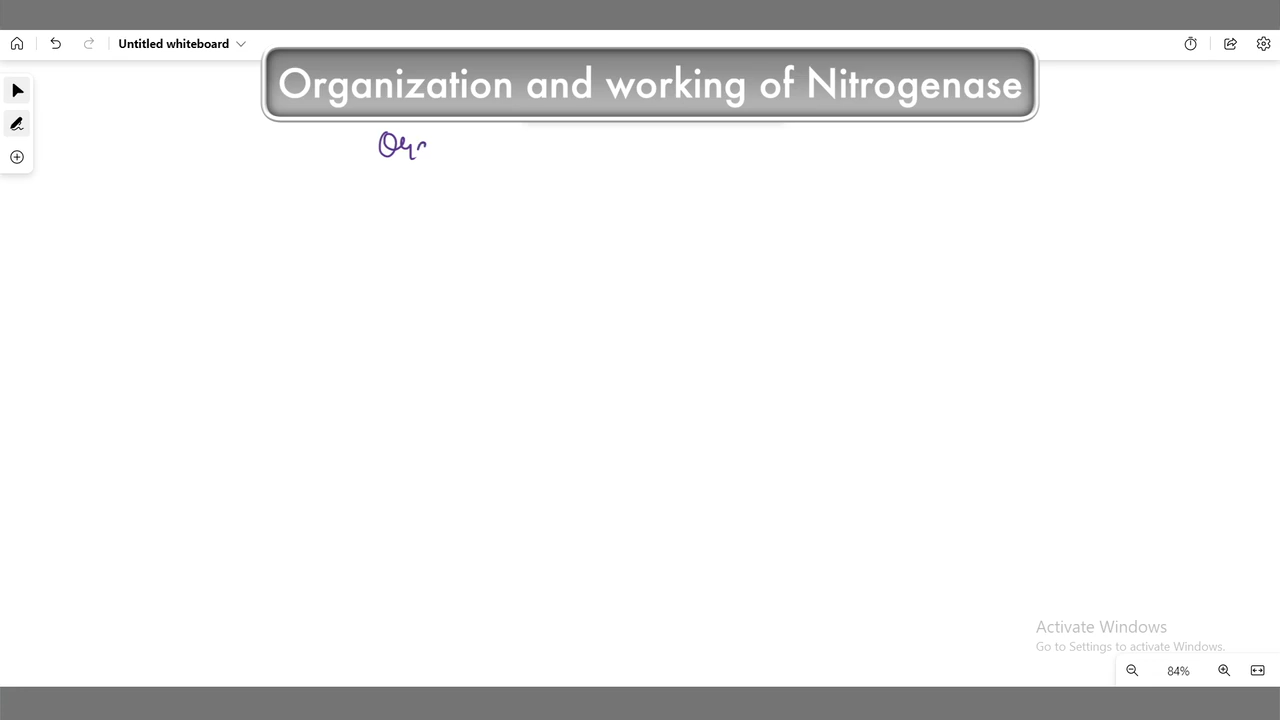 Untitled whiteboard
Organization and working of Nitrogenase
Activate Windows
Go to Settings to activate Windows.
84%